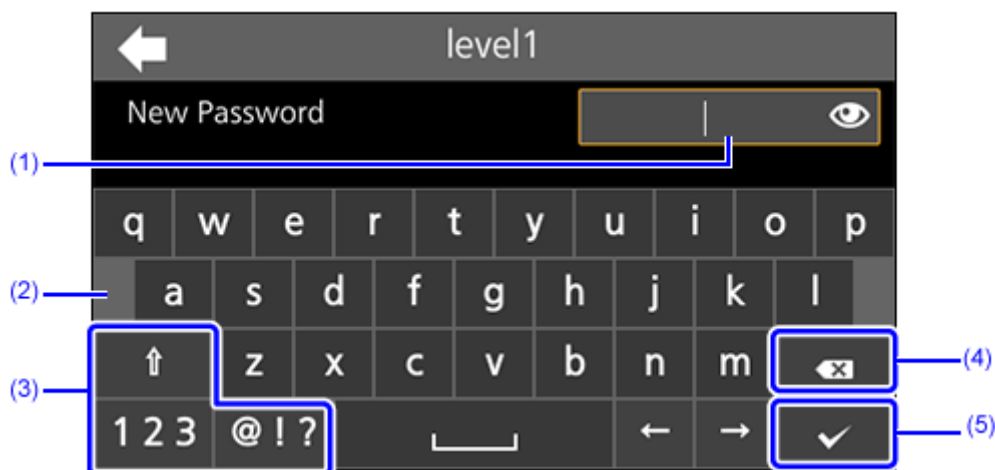 level1
New Password
(1)
q w e r t y u i o p
(2)
a s d f g h j k l
(3)
⇧ z x c v b n m ⌫
(4)
1 2 3 @ ! ? ← → ✓
(5)